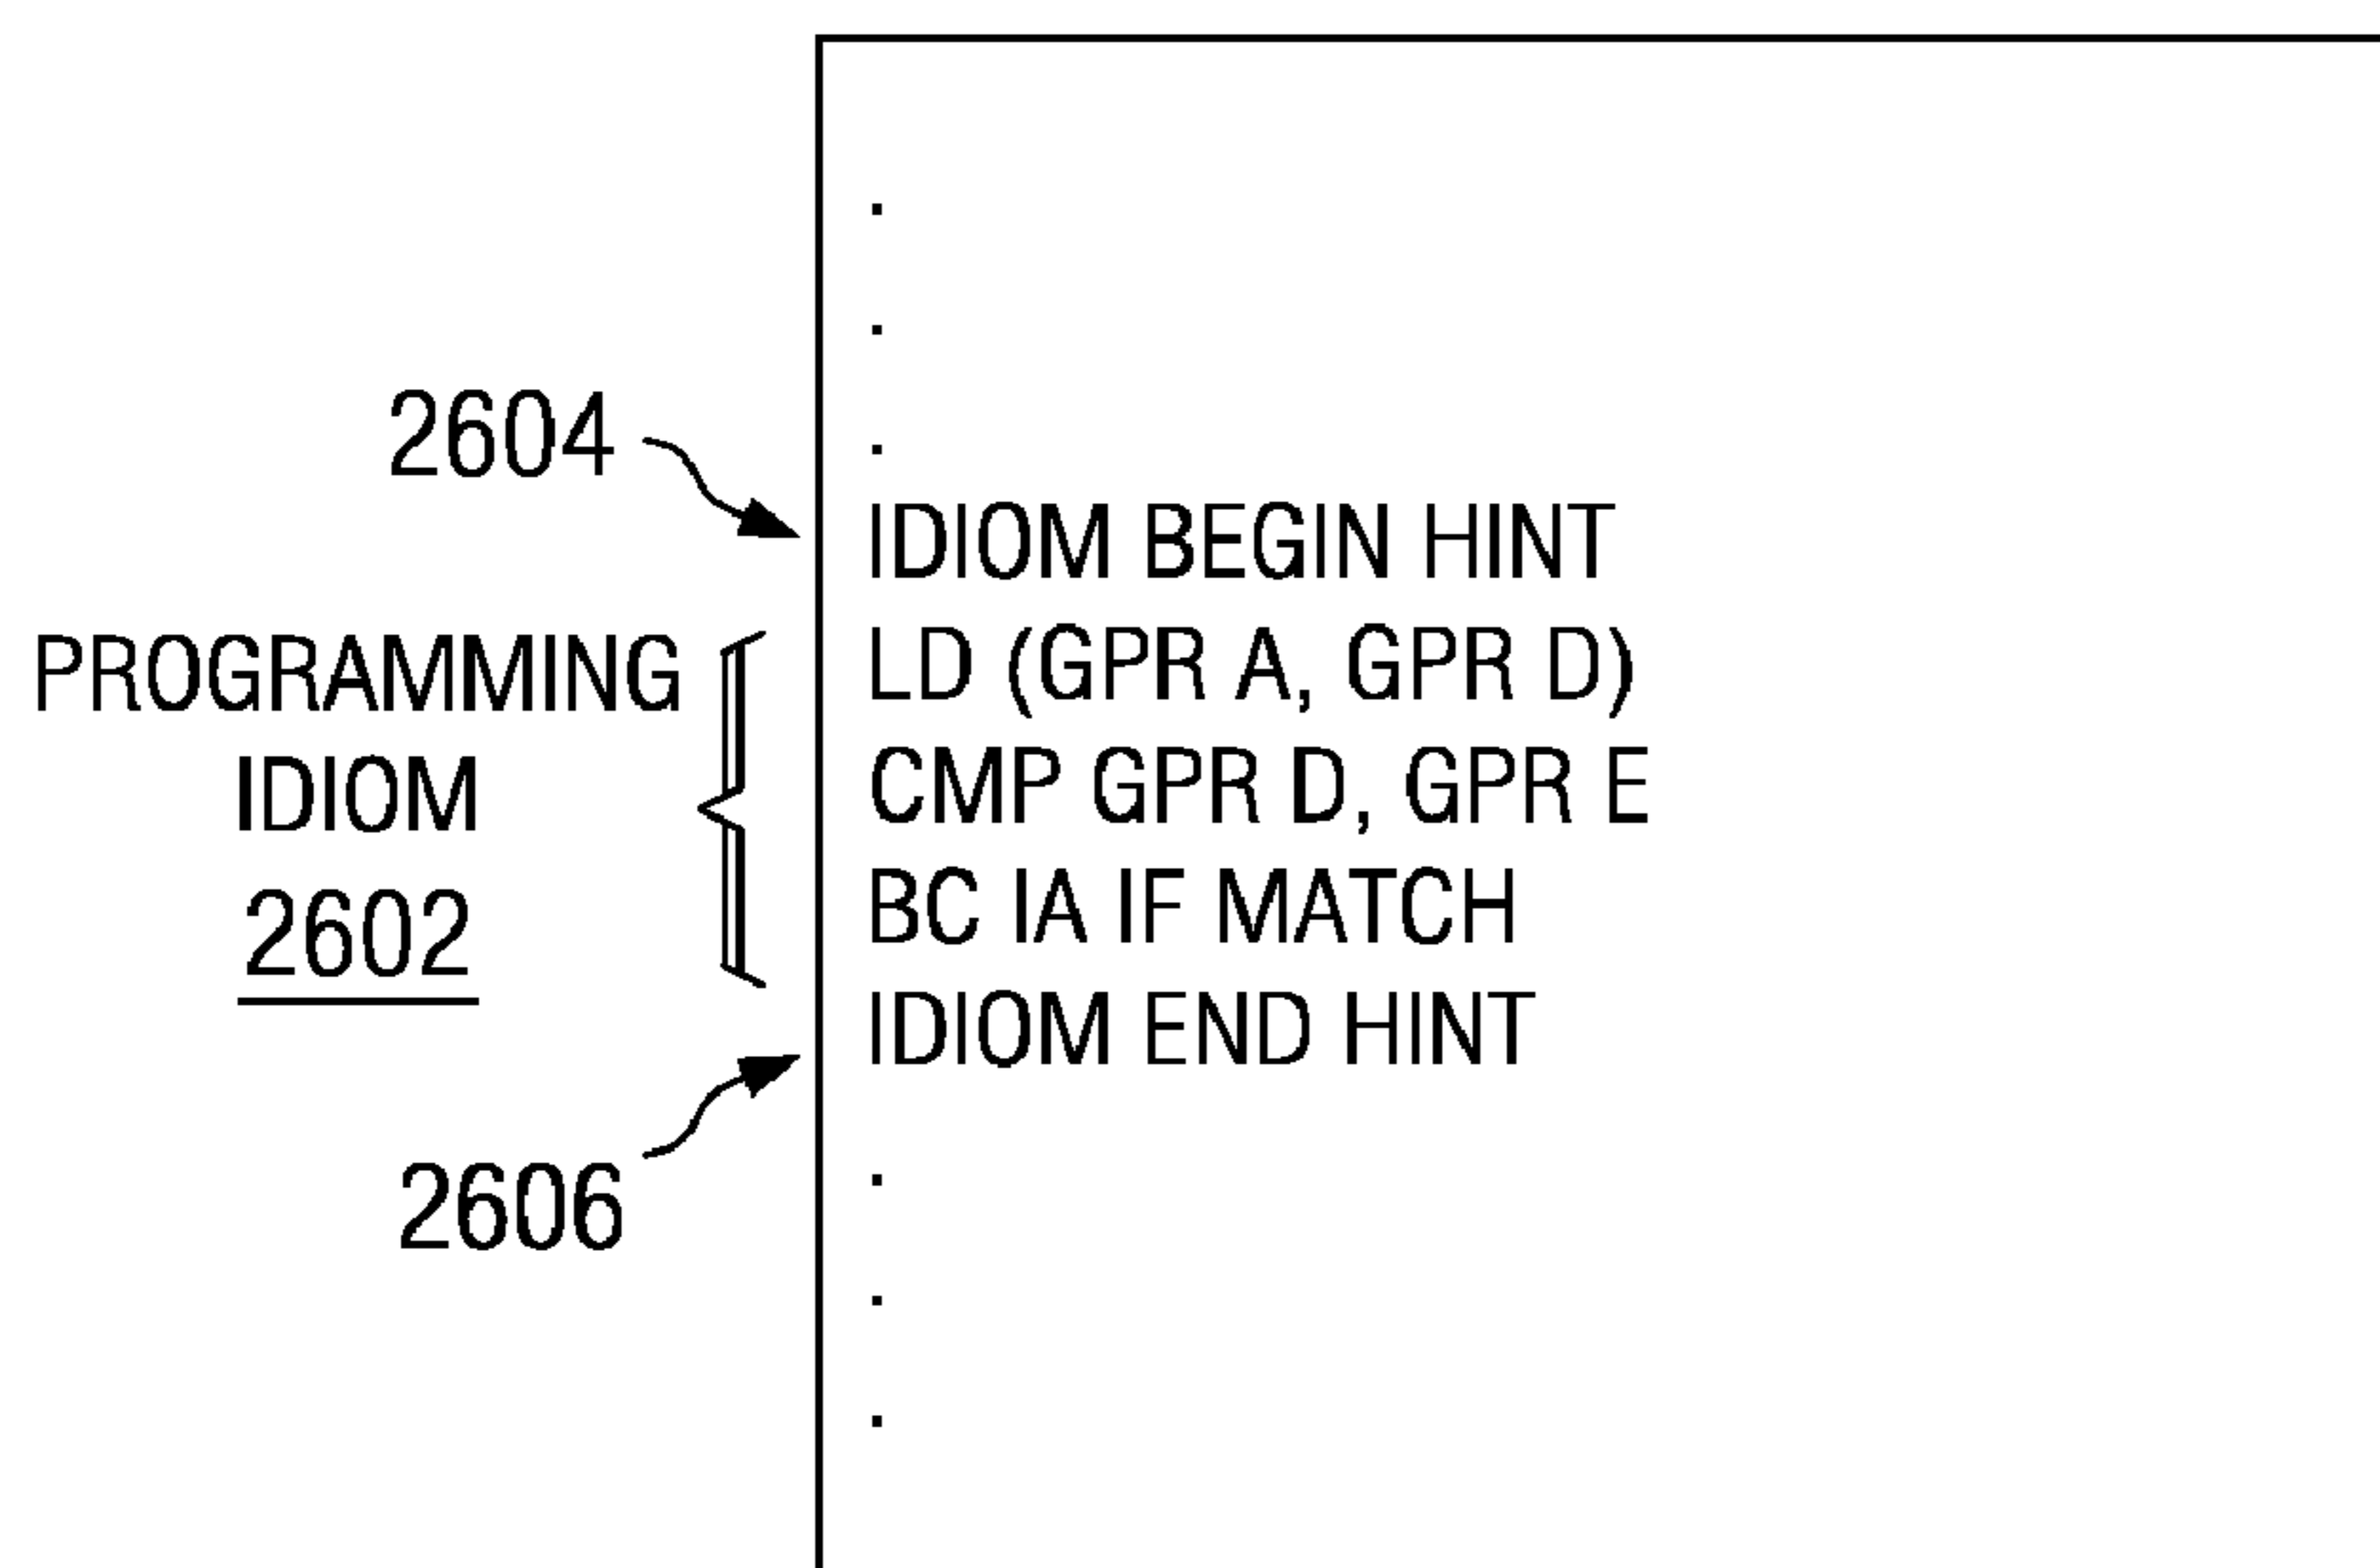 .
.
2604
.
IDIOM BEGIN HINT
PROGRAMMING
IDIOM
2602
LD (GPR A, GPR D)
CMP GPR D, GPR E
BC IA IF MATCH
IDIOM END HINT
2606
.
.
.